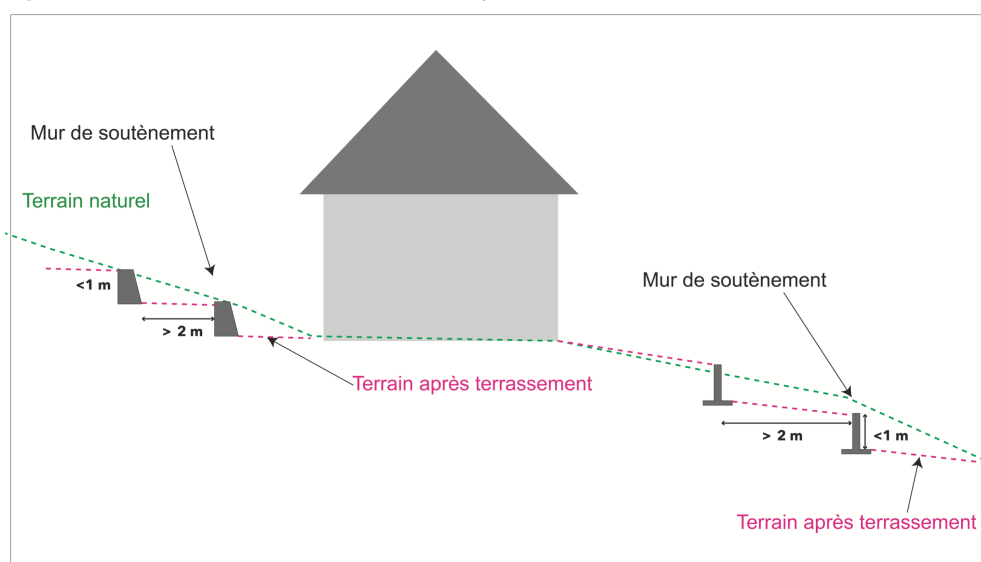 Mur de soutènement
Terrain naturel
<1 m
> 2 m
Terrain après terrassement
Mur de soutènement
> 2 m
<1 m
Terrain après terrassement